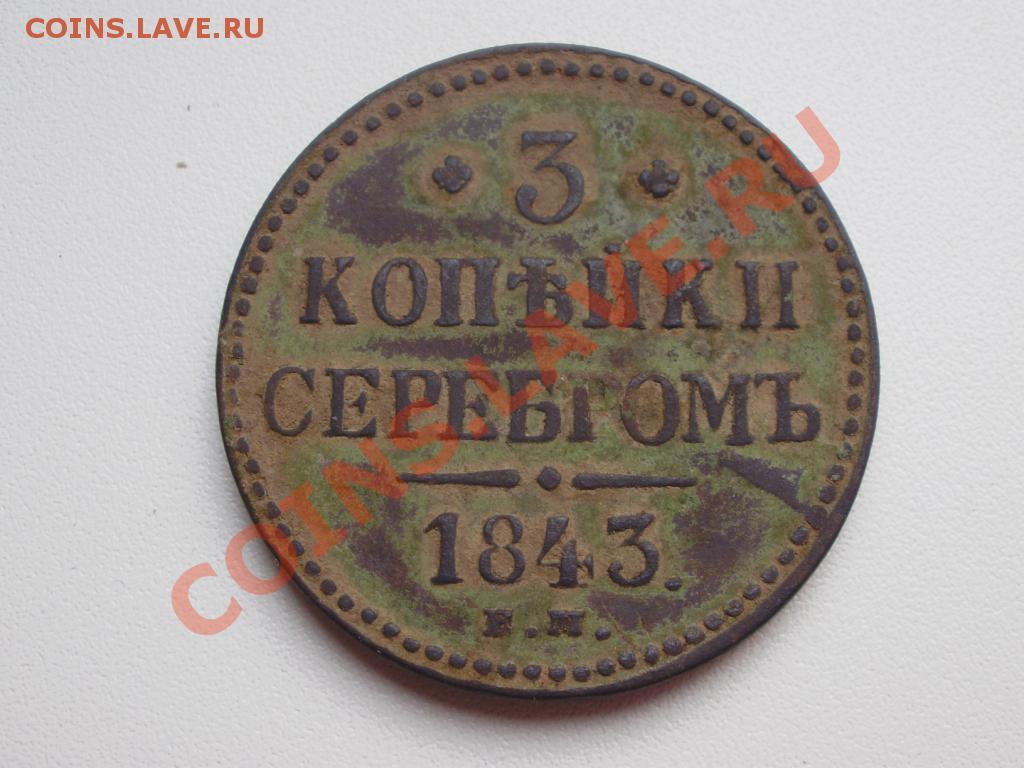 COINS.LAVE.RU
3
КОПѢЙКИ
СЕРЕБРОМЪ
1843.
Е.М.
COINS.LAVE.RU